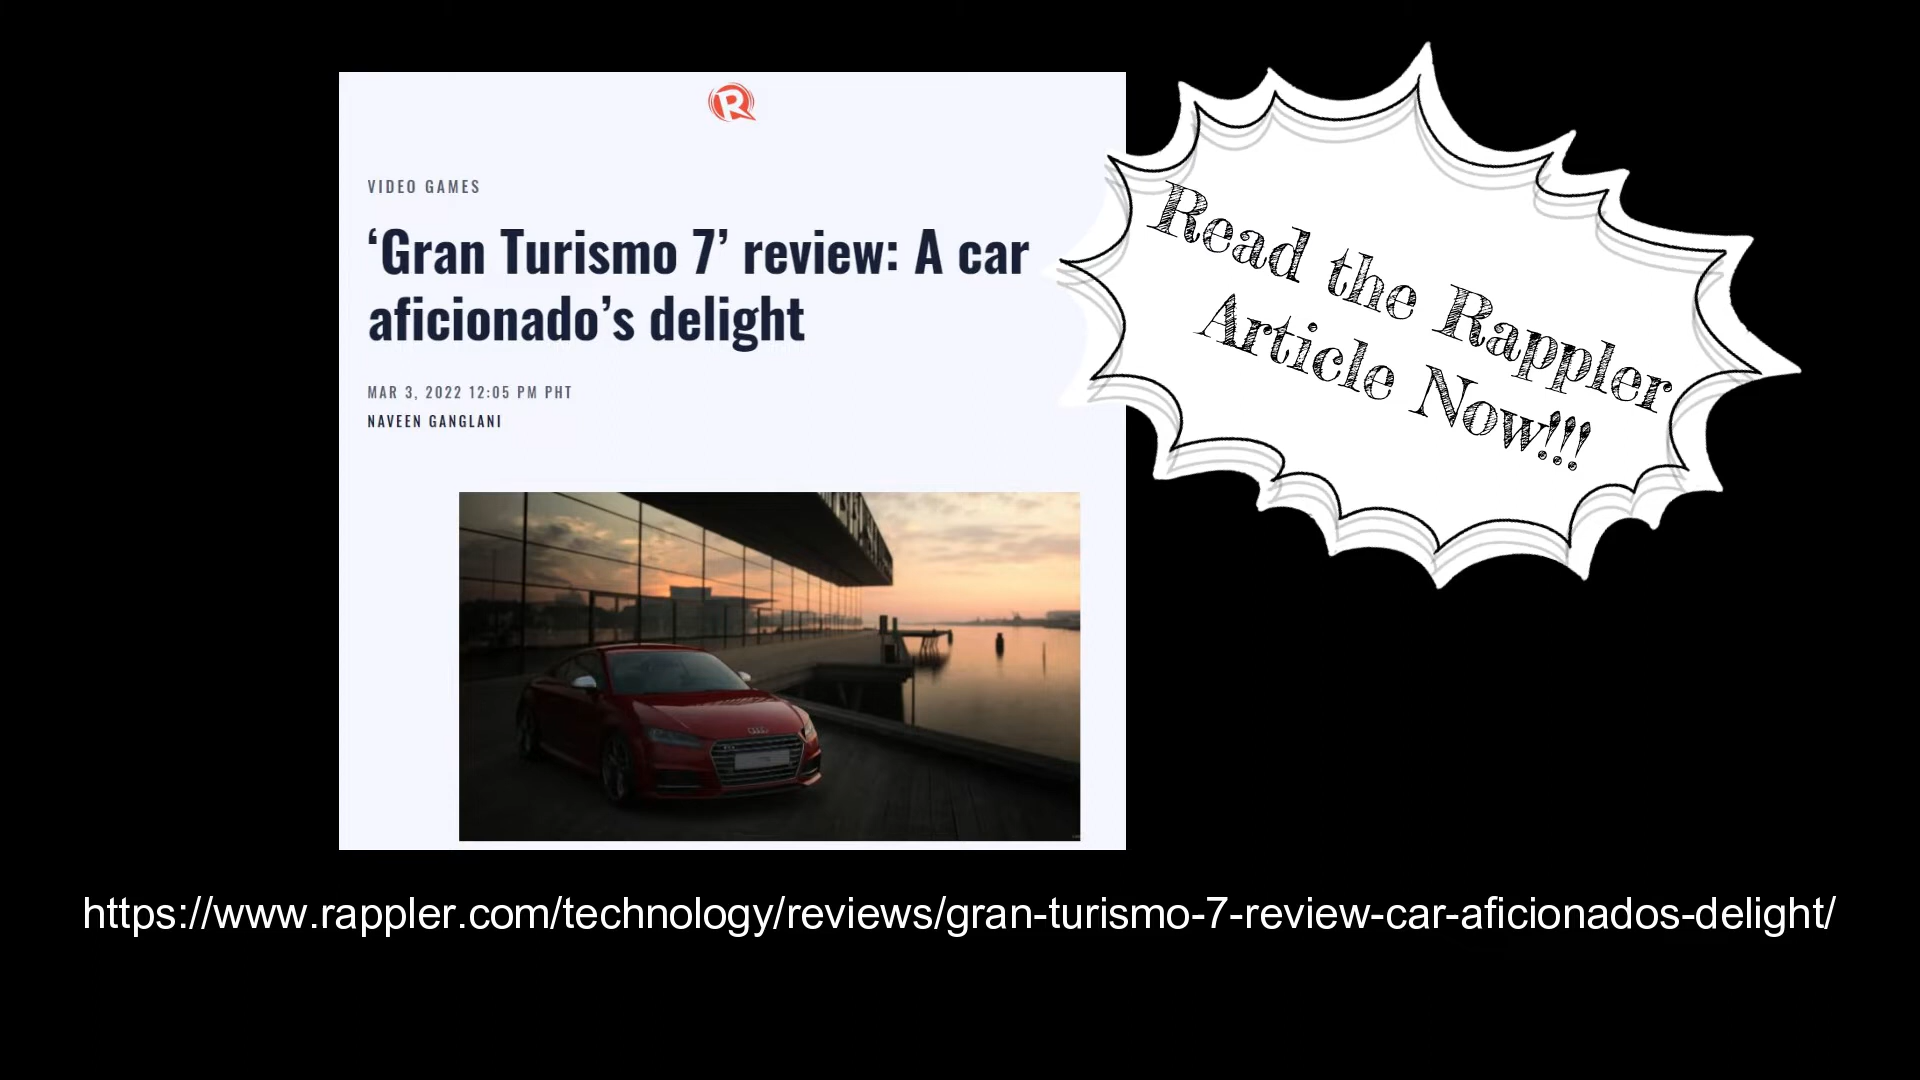 R
VIDEO GAMES
‘Gran Turismo 7’ review: A car
aficionado’s delight
MAR 3, 2022 12:05 PM PHT
NAVEEN GANGLANI
Read the Rappler
Article Now!!!
https://www.rappler.com/technology/reviews/gran-turismo-7-review-car-aficionados-delight/